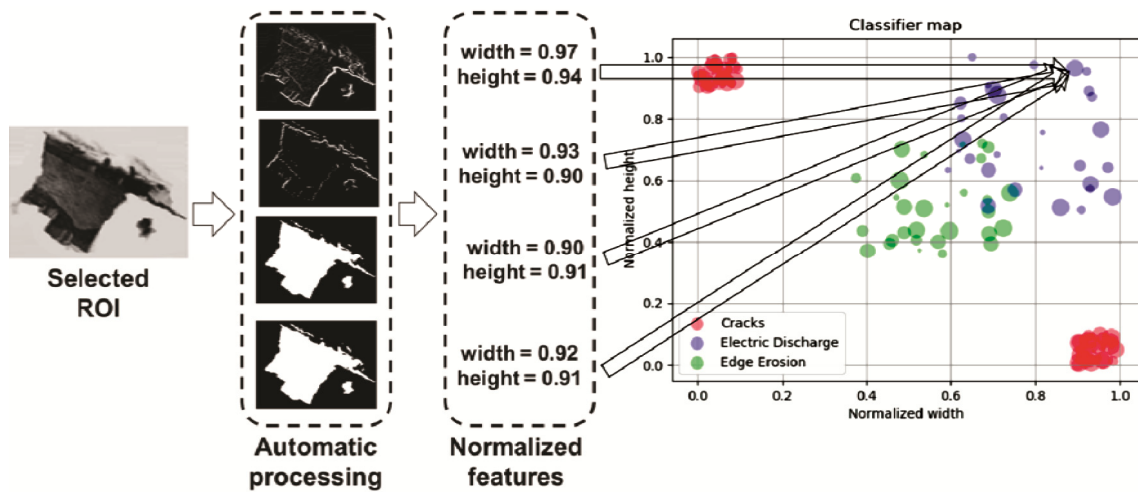 Selected
ROI
Automatic
processing
width = 0.97
height = 0.94
width = 0.93
height = 0.90
width = 0.90
height = 0.91
width = 0.92
height = 0.91
Normalized
features
Classifier map
Normalized height
1.0
0.8
0.6
0.4
0.2
0.0
Cracks
Electric Discharge
Edge Erosion
0.0 0.2 0.4 0.6 0.8 1.0
Normalized width